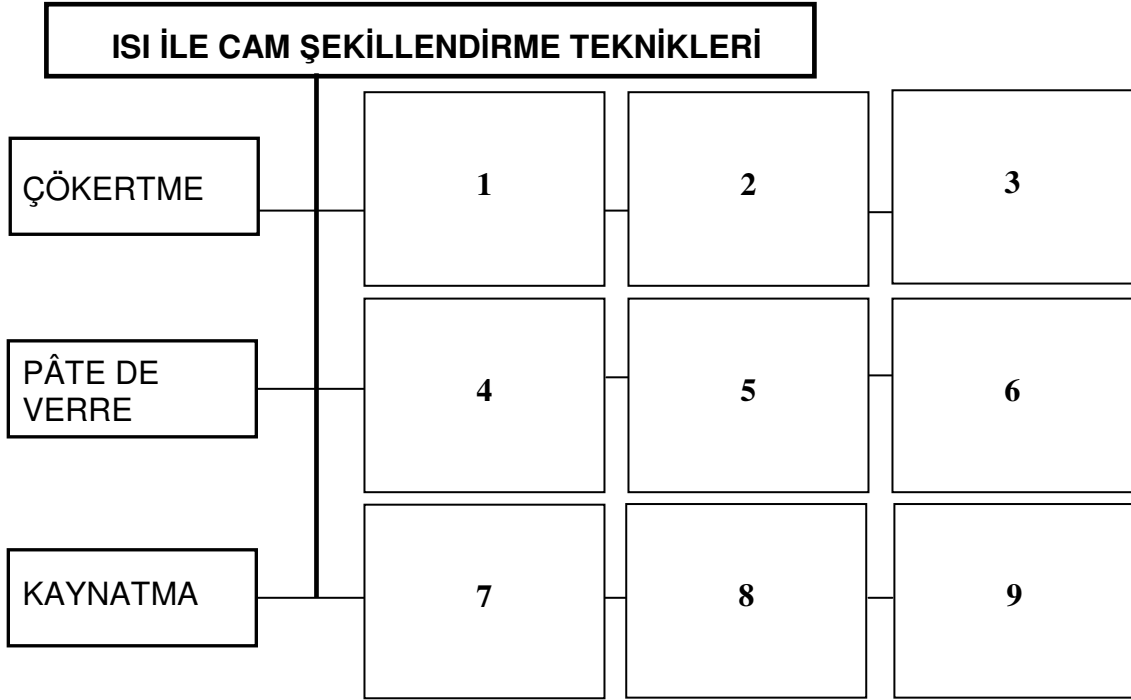 ISI İLE CAM ŞEKİLLENDİRME TEKNİKLERİ
ÇÖKERTME
1
2
3
PÂTE DE
VERRE
4
5
6
KAYNATMA
7
8
9